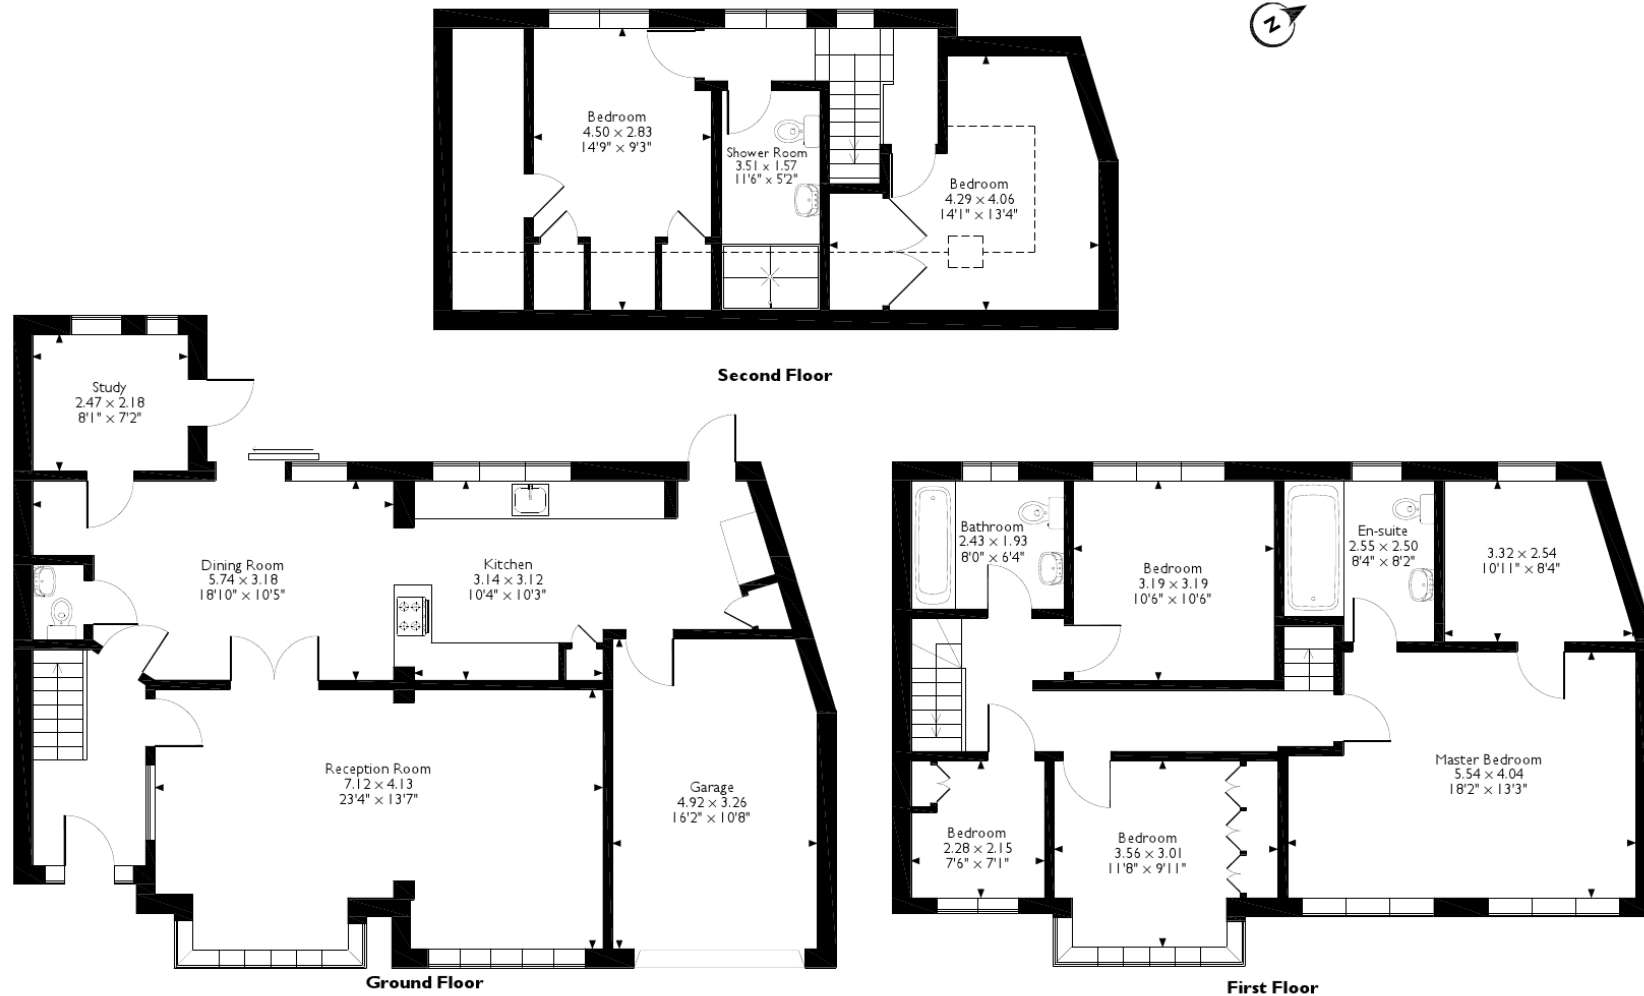 N
Bedroom
4.50 × 2.83
14'9" × 9'3"
Shower Room
3.51 × 1.57
11'6" × 5'2"
Bedroom
4.29 × 4.06
14'1" × 13'4"
Second Floor
Study
2.47 × 2.18
8'1" × 7'2"
Dining Room
5.74 × 3.18
18'10" × 10'5"
Kitchen
3.14 × 3.12
10'4" × 10'3"
Reception Room
7.12 × 4.13
23'4" × 13'7"
Garage
4.92 × 3.26
16'2" × 10'8"
Ground Floor
Bathroom
2.43 × 1.93
8'0" × 6'4"
Bedroom
3.19 × 3.19
10'6" × 10'6"
En-suite
2.55 × 2.50
8'4" × 8'2"
3.32 × 2.54
10'11" × 8'4"
Master Bedroom
5.54 × 4.04
18'2" × 13'3"
Bedroom
2.28 × 2.15
7'6" × 7'1"
Bedroom
3.56 × 3.01
11'8" × 9'11"
First Floor